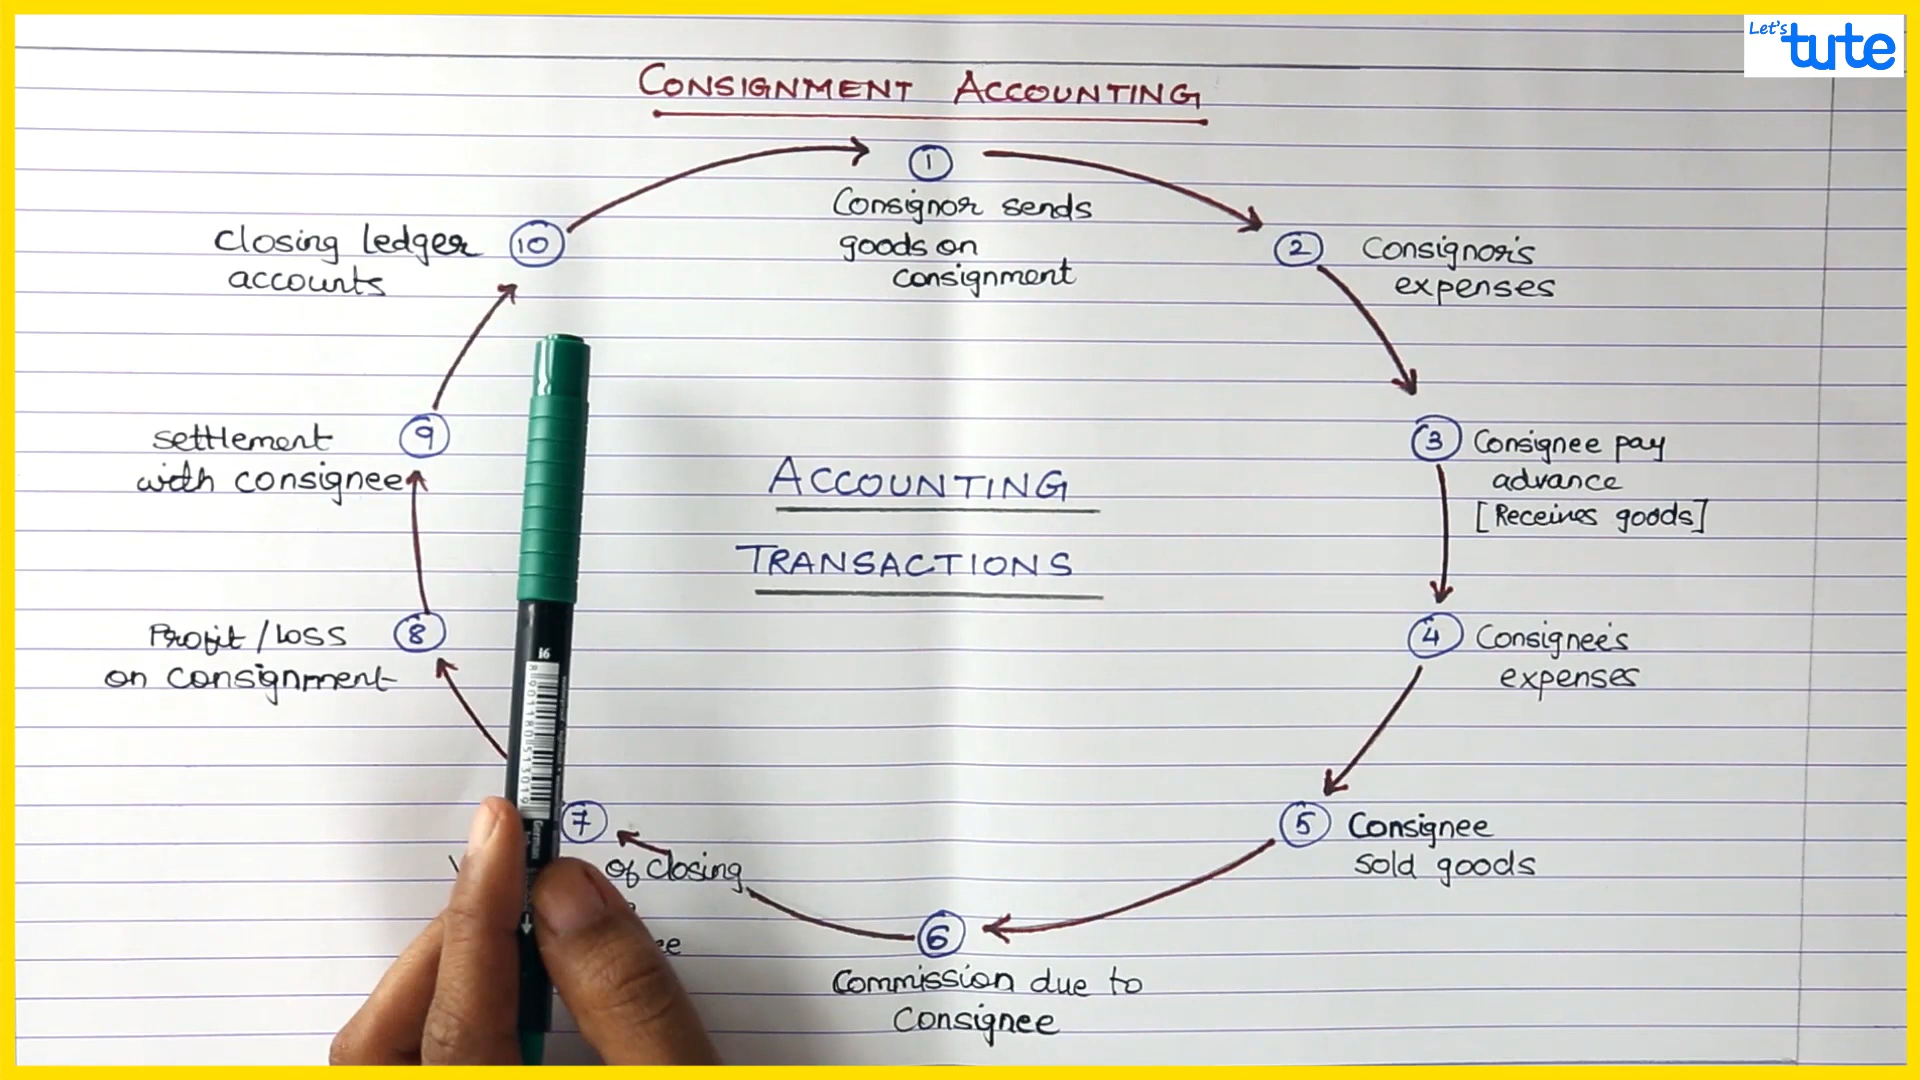 Let's
tute
CONSIGNMENT ACCOUNTING
1
Consignor sends
goods on
consignment
2
Consignor's
expenses
3
Consignee pay
advance
[Receives goods]
4
Consignee's
expenses
5
Consignee
sold goods
6
Commission due to
Consignee
7
of closing
8
Profit / Loss
on consignment
9
settlement
with consignee
10
closing ledger
accounts
ACCOUNTING
TRANSACTIONS
16